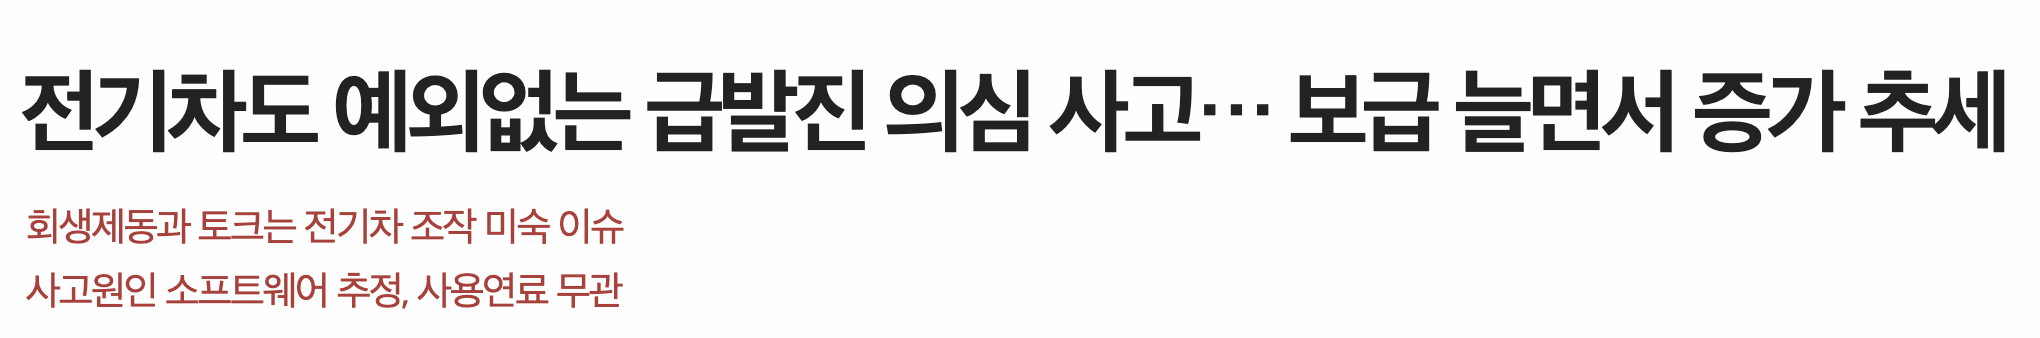 전기차도 예외없는 급발진 의심 사고… 보급 늘면서 증가 추세
회생제동과 토크는 전기차 조작 미숙 이슈
사고원인 소프트웨어 추정, 사용연료 무관